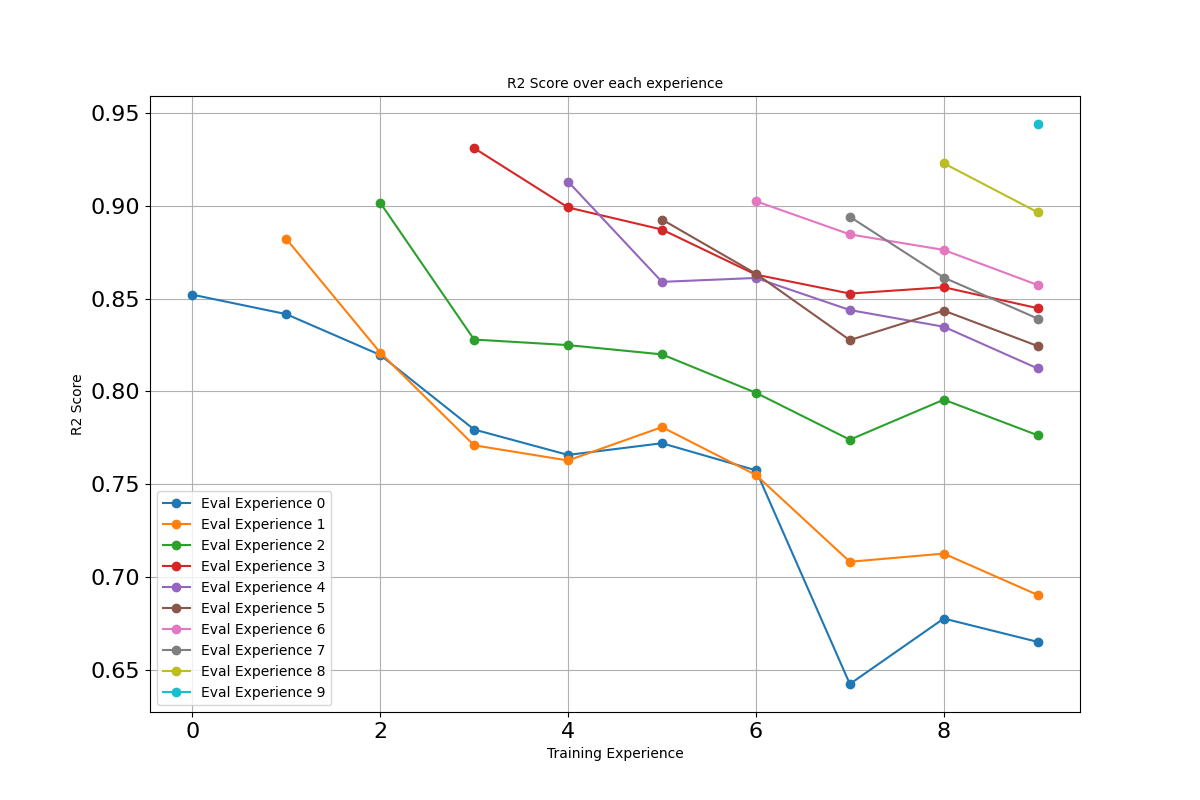 R2 Score over each experience
0.95
0.90
0.85
0.80
0.75
0.70
0.65
R2 Score
Eval Experience 0
Eval Experience 1
Eval Experience 2
Eval Experience 3
Eval Experience 4
Eval Experience 5
Eval Experience 6
Eval Experience 7
Eval Experience 8
Eval Experience 9
0 2 4 6 8
Training Experience